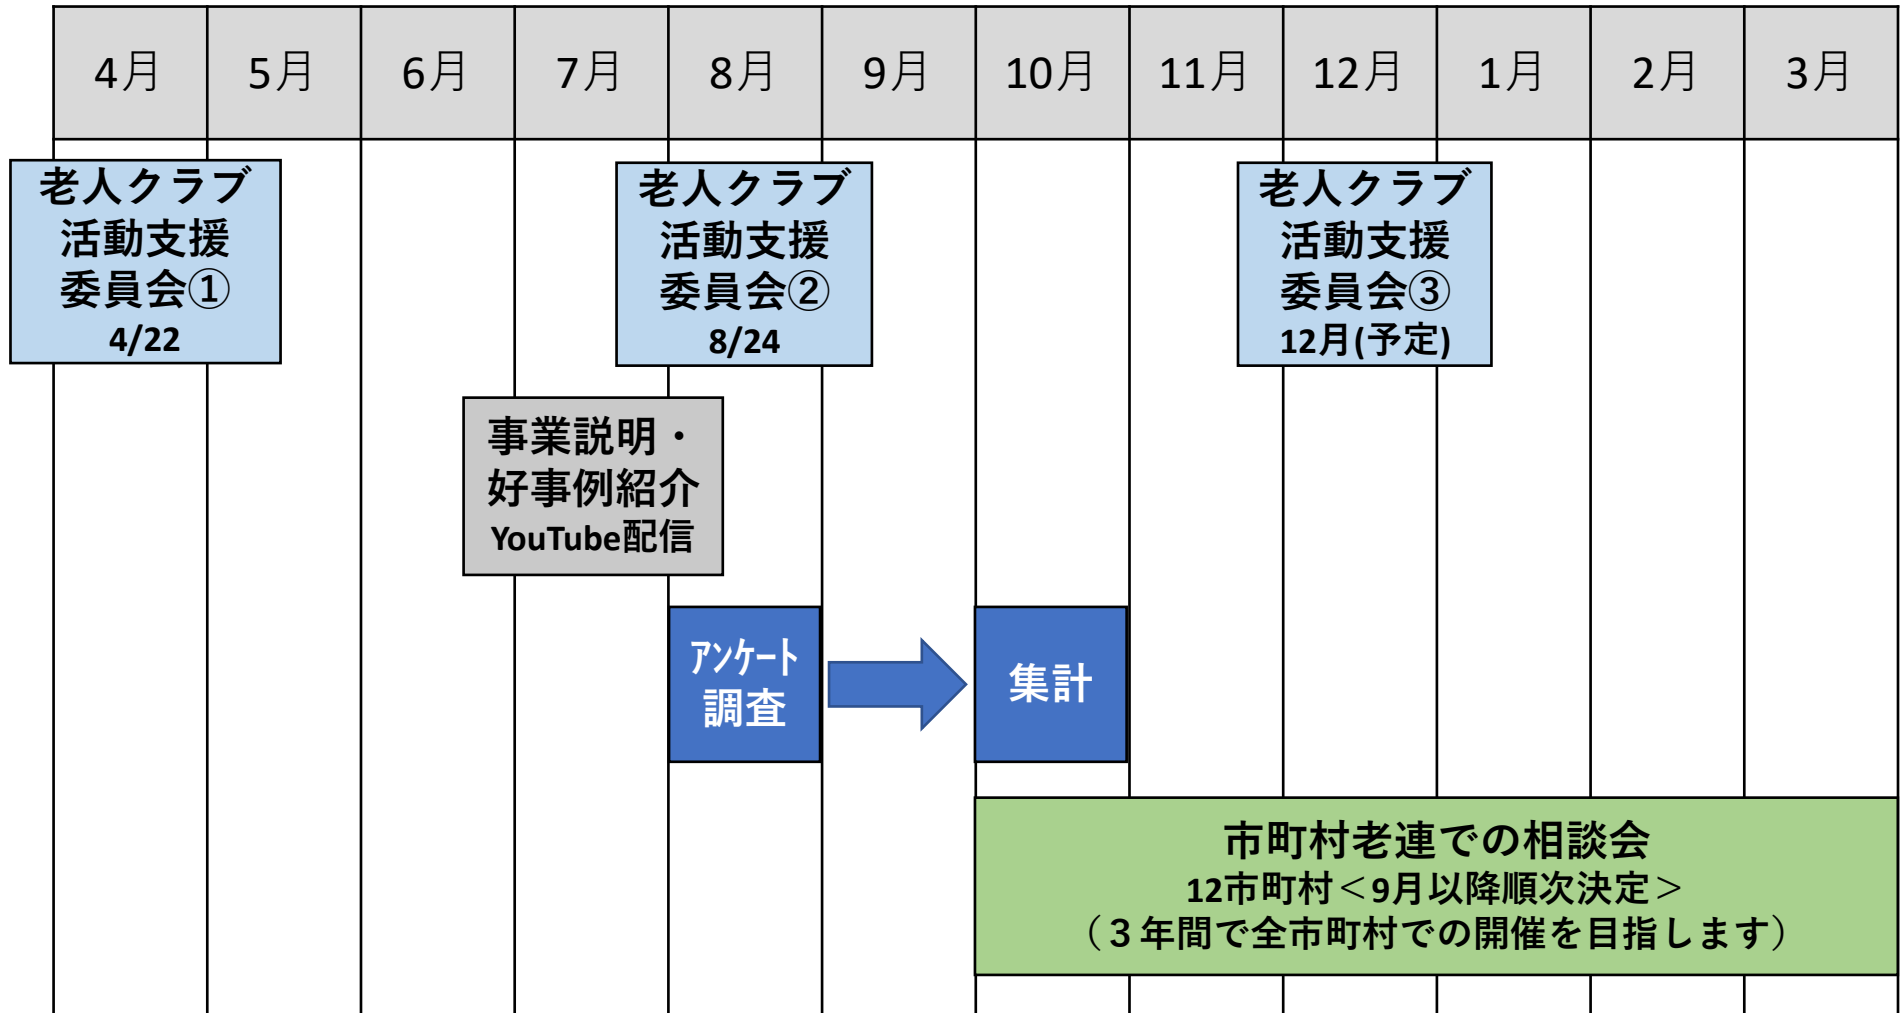 4月 5月 6月 7月 8月 9月 10月 11月 12月 1月 2月 3月
老人クラブ
活動支援
委員会①
4/22
老人クラブ
活動支援
委員会②
8/24
老人クラブ
活動支援
委員会③
12月(予定)
事業説明・
好事例紹介
YouTube配信
ｱﾝｹｰﾄ
調査
集計
市町村老連での相談会
12市町村＜9月以降順次決定＞
（３年間で全市町村での開催を目指します）